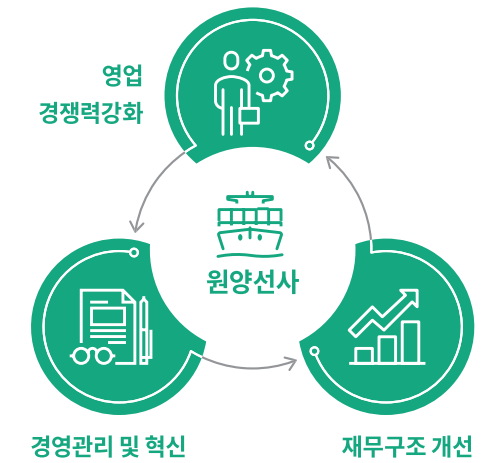 영업
경쟁력강화
원양선사
경영관리 및 혁신
재무구조 개선